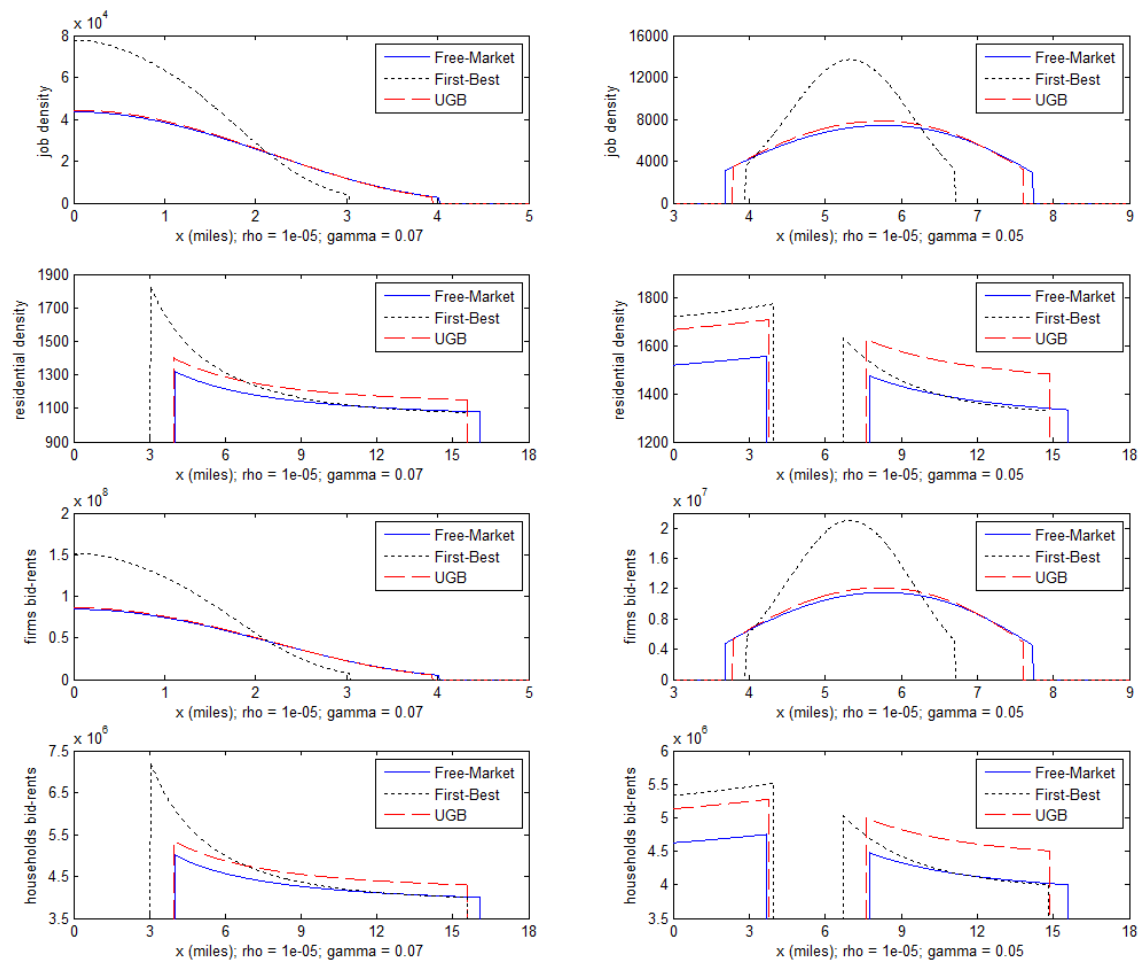 x 10^4
8
6
4
2
0
job density
0 1 2 3 4 5
x (miles); rho = 1e-05; gamma = 0.07
Free-Market
First-Best
UGB
16000
12000
8000
4000
0
job density
3 4 5 6 7 8 9
x (miles); rho = 1e-05; gamma = 0.05
Free-Market
First-Best
UGB
1900
1700
1500
1300
1100
900
residential density
0 3 6 9 12 15 18
x (miles); rho = 1e-05; gamma = 0.07
Free-Market
First-Best
UGB
1800
1600
1400
1200
residential density
0 3 6 9 12 15 18
x (miles); rho = 1e-05; gamma = 0.05
Free-Market
First-Best
UGB
x 10^8
2
1.5
1
0.5
0
firms bid-rents
0 1 2 3 4 5
x (miles); rho = 1e-05; gamma = 0.07
Free-Market
First-Best
UGB
x 10^7
2
1.6
1.2
0.8
0.4
0
firms bid-rents
3 4 5 6 7 8 9
x (miles); rho = 1e-05; gamma = 0.05
Free-Market
First-Best
UGB
x 10^6
7.5
6.5
5.5
4.5
3.5
households bid-rents
0 3 6 9 12 15 18
x (miles); rho = 1e-05; gamma = 0.07
Free-Market
First-Best
UGB
x 10^6
6
5.5
5
4.5
4
3.5
households bid-rents
0 3 6 9 12 15 18
x (miles); rho = 1e-05; gamma = 0.05
Free-Market
First-Best
UGB